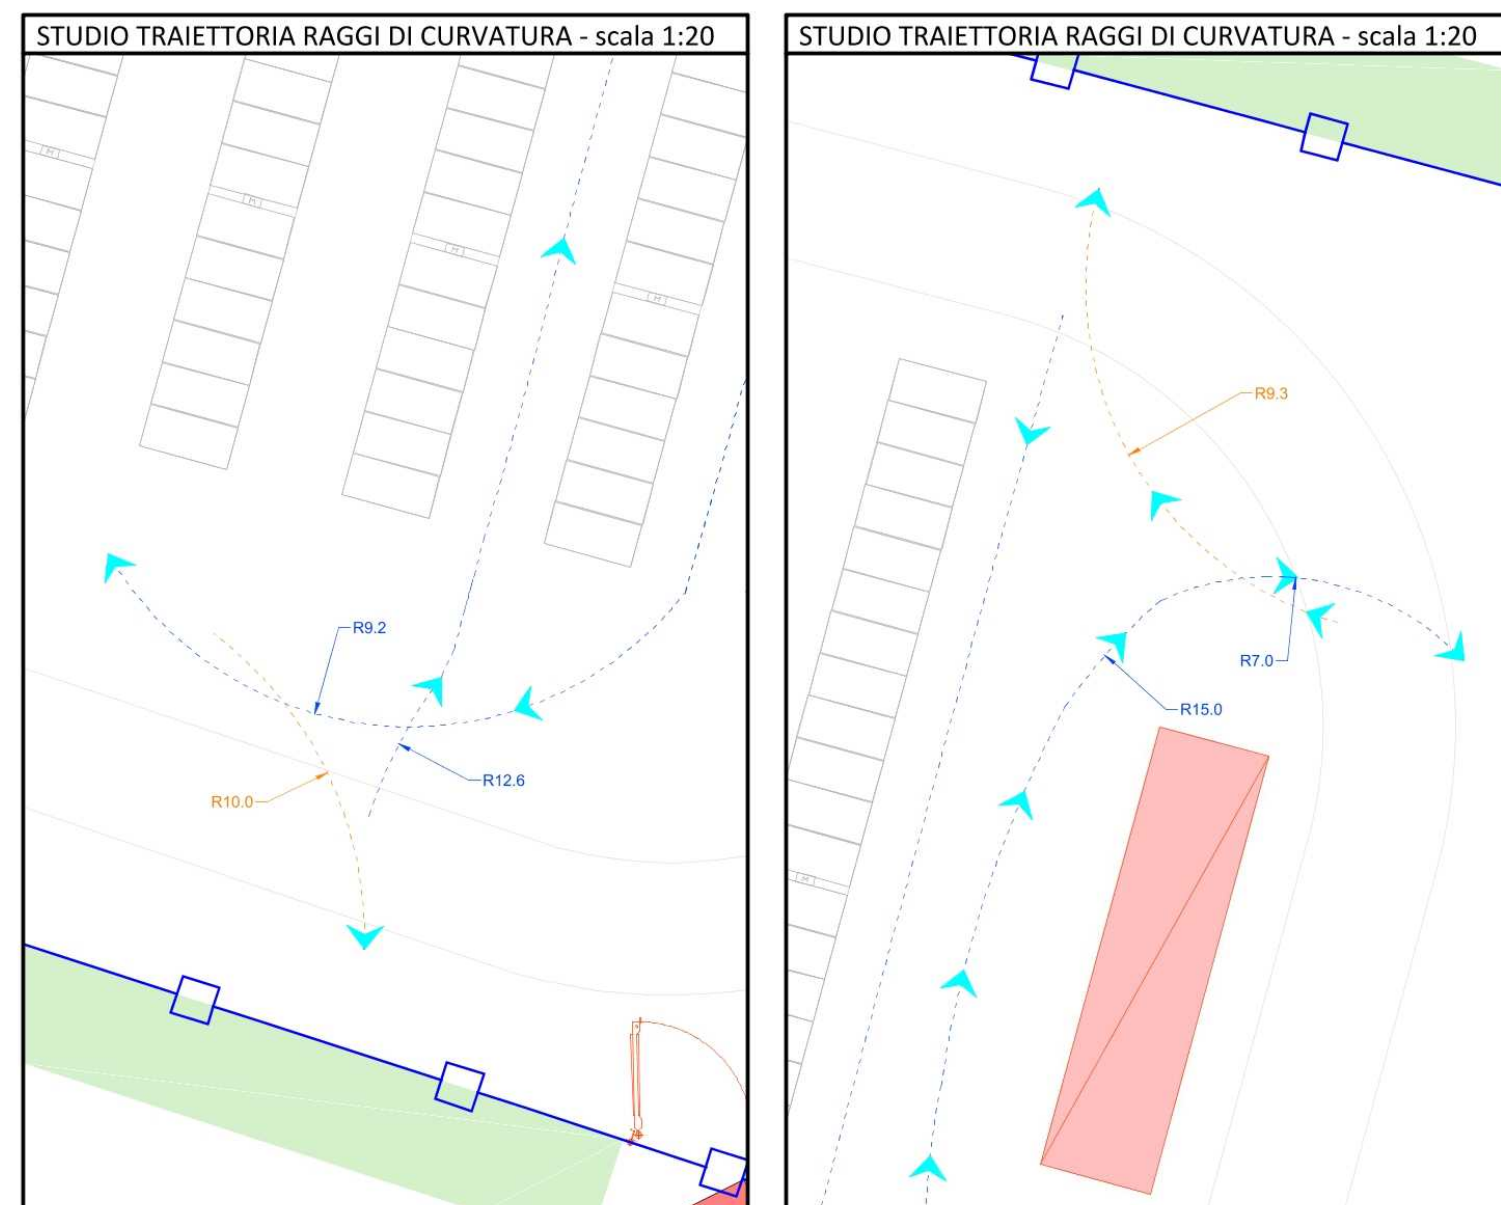 STUDIO TRAIETTORIA RAGGI DI CURVATURA - scala 1:20
M
M
M
M
R9.2
R12.6
R10.0
STUDIO TRAIETTORIA RAGGI DI CURVATURA - scala 1:20
R9.3
R7.0
R15.0
M